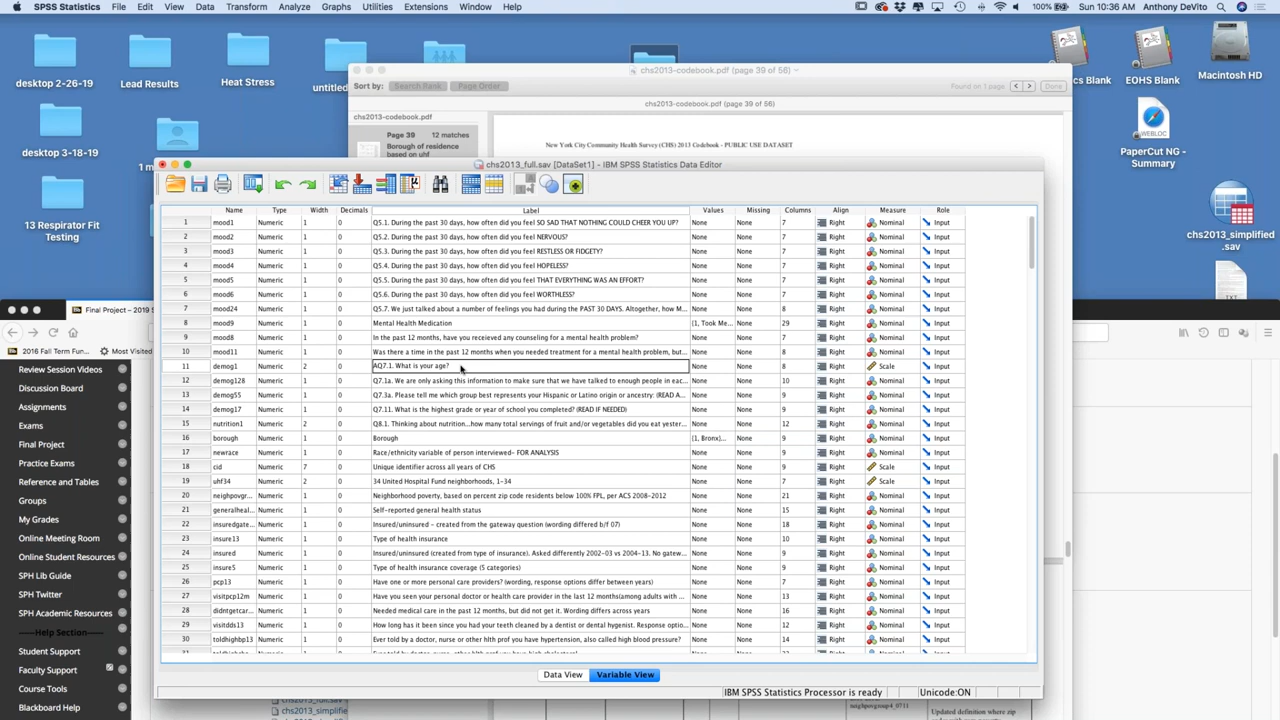 SPSS Statistics File Edit View Data Transform Analyze Graphs Utilities Extensions Window Help 100% Sun 10:36 AM Anthony DeVito
desktop 2-26-19
Lead Results
Heat Stress
EOHS Blank
Macintosh HD
desktop 3-18-19
13 Respirator Fit
Testing
WEBLOC
PaperCut NG -
Summary
chs2013_simplified
.sav
TXT
chs2013-codebook.pdf (page 39 of 56)
Sort by: Search Rank Page Order Found on 1 page Done
chs2013-codebook.pdf (page 39 of 56)
chs2013-codebook.pdf
Page 39 12 matches
Borough of residence
based on uhf
New York City Community Health Survey (CHS) 2013 Codebook - PUBLIC USE DATASET
chs2013_full.sav [DataSet1] - IBM SPSS Statistics Data Editor
Name Type Width Decimals Label Values Missing Columns Align Measure Role
1 mood1 Numeric 1 0 Q5.1. During the past 30 days, how often did you feel SO SAD THAT NOTHING COULD CHEER YOU UP? None None 7 Right Nominal Input
2 mood2 Numeric 1 0 Q5.2. During the past 30 days, how often did you feel NERVOUS? None None 7 Right Nominal Input
3 mood3 Numeric 1 0 Q5.3. During the past 30 days, how often did you feel RESTLESS OR FIDGETY? None None 7 Right Nominal Input
4 mood4 Numeric 1 0 Q5.4. During the past 30 days, how often did you feel HOPELESS? None None 7 Right Nominal Input
5 mood5 Numeric 1 0 Q5.5. During the past 30 days, how often did you feel THAT EVERYTHING WAS AN EFFORT? None None 7 Right Nominal Input
6 mood6 Numeric 1 0 Q5.6. During the past 30 days, how often did you feel WORTHLESS? None None 7 Right Nominal Input
7 mood24 Numeric 1 0 Q5.7. We just talked about a number of feelings you had during the PAST 30 DAYS. Altogether, how M... None None 8 Right Nominal Input
8 mood9 Numeric 1 0 Mental Health Medication {1, Took Me... None 29 Right Nominal Input
9 mood8 Numeric 1 0 In the past 12 months, have you receieved any counseling for a mental health problem? None None 7 Right Nominal Input
10 mood11 Numeric 1 0 Was there a time in the past 12 months when you needed treatment for a mental health problem, but... None None 8 Right Nominal Input
11 demog1 Numeric 2 0 AQ7.1. What is your age? None None 8 Right Scale Input
12 demog128 Numeric 1 0 Q7.1a. We are only asking this information to make sure that we have talked to enough people in eac... None None 10 Right Nominal Input
13 demog55 Numeric 1 0 Q7.3a. Please tell me which group best represents your Hispanic or Latino origin or ancestry: (READ A... None None 9 Right Nominal Input
14 demog17 Numeric 1 0 Q7.11. What is the highest grade or year of school you completed? (READ IF NEEDED) None None 9 Right Nominal Input
15 nutrition1 Numeric 2 0 Q8.1. Thinking about nutrition...how many total servings of fruit and/or vegetables did you eat yester... None None 12 Right Nominal Input
16 borough Numeric 1 0 Borough {1, Bronx}... None 9 Right Nominal Input
17 newrace Numeric 1 0 Race/ethnicity variable of person interviewed- FOR ANALYSIS None None 9 Right Nominal Input
18 cid Numeric 7 0 Unique identifier across all years of CHS None None 9 Right Scale Input
19 uhf34 Numeric 2 0 34 United Hospital Fund neighborhoods, 1-34 None None 7 Right Scale Input
20 neighpovgr... Numeric 1 0 Neighborhood poverty, based on percent zip code residents below 100% FPL, per ACS 2008-2012 None None 21 Right Nominal Input
21 generalheal... Numeric 1 0 Self-reported general health status None None 15 Right Nominal Input
22 insuredgate... Numeric 1 0 Insured/uninsured - created from the gateway question (wording differed b/f 07) None None 18 Right Nominal Input
23 insure13 Numeric 1 0 Type of health insurance None None 10 Right Nominal Input
24 insured Numeric 1 0 Insured/uninsured (created from type of insurance). Asked differently 2002-03 vs 2004-13. No gatew... None None 9 Right Nominal Input
25 insure5 Numeric 1 0 Type of health insurance coverage (5 categories) None None 9 Right Nominal Input
26 pcp13 Numeric 1 0 Have one or more personal care providers? (wording, response options differ between years) None None 7 Right Nominal Input
27 visitpcp12m Numeric 1 0 Have you seen your personal doctor or health care provider in the last 12 months(among adults with ... None None 13 Right Nominal Input
28 didntgetcar... Numeric 1 0 Needed medical care in the past 12 months, but did not get it. Wording differs across years None None 16 Right Nominal Input
29 visitdds13 Numeric 1 0 How long has it been since you had your teeth cleaned by a dentist or dental hygenist. Response optio... None None 12 Right Nominal Input
30 toldhighbp13 Numeric 1 0 Ever told by a doctor, nurse or other hlth prof you have hypertension, also called high blood pressure? None None 14 Right Nominal Input
Data View Variable View
IBM SPSS Statistics Processor is ready Unicode:ON
Final Project – 2019 S
2016 Fall Term Fun... Most Visited
Review Session Videos
Discussion Board
Assignments
Exams
Final Project
Practice Exams
Reference and Tables
Groups
My Grades
Online Meeting Room
Online Student Resources
SPH Lib Guide
SPH Twitter
SPH Academic Resources
----Help Section----
Student Support
Faculty Support
Course Tools
Blackboard Help
chs2013_simplifie
neighpovgroup4_0711
Updated definition where zip